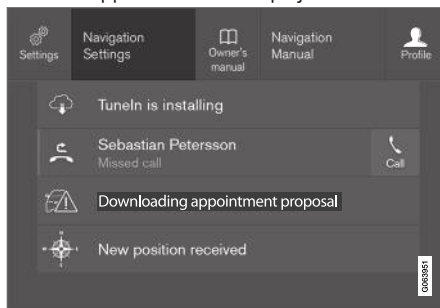 Settings
Navigation
Settings
Owner's
manual
Navigation
Manual
Profile
TuneIn is installing
Sebastian Petersson
Missed call
Call
Downloading appointment proposal
New position received
G063951